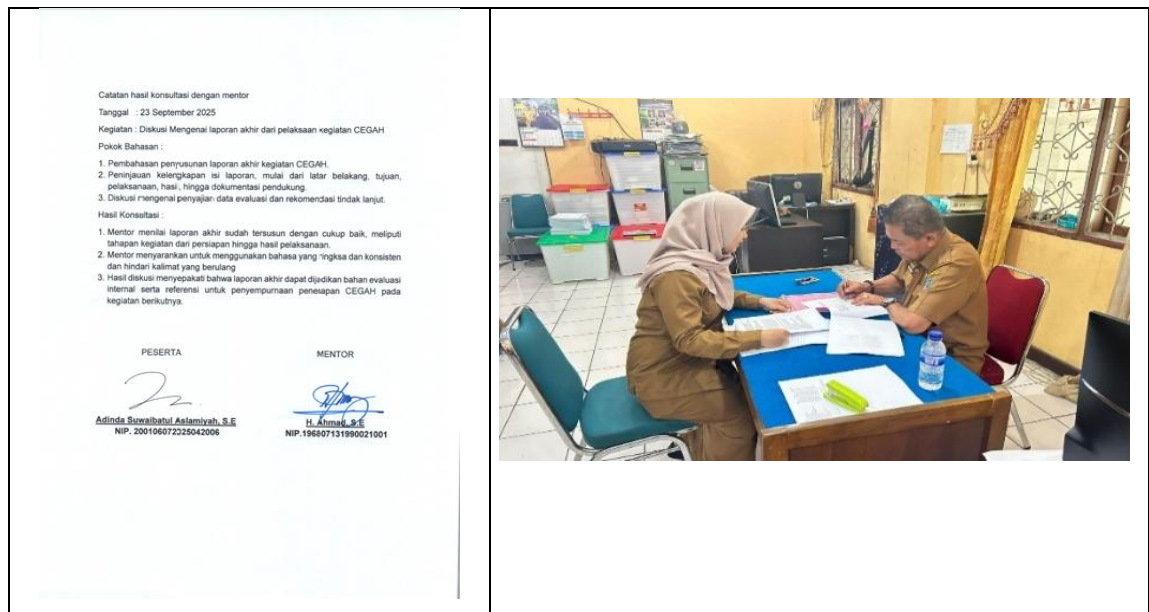 Catatan hasil konsultasi dengan mentor
Tanggal : 23 September 2025
Kegiatan : Diskusi Mengenai laporan akhir dari pelaksaan kegiatan CEGAH
Pokok Bahasan :
1. Pembahasan penyusunan laporan akhir kegiatan CEGAH.
2. Peninjauan kelengkapan isi laporan, mulai dari latar belakang, tujuan,
pelaksanaan, hasil, hingga dokumentasi pendukung.
3. Diskusi mengenai penyajian data evaluasi dan rekomendasi tindak lanjut.
Hasil Konsultasi :
1. Mentor menilai laporan akhir sudah tersusun dengan cukup baik, meliputi
tahapan kegiatan dari persiapan hingga hasil pelaksanaan.
2. Mentor menyarankan untuk menggunakan bahasa yang ringksa dan konsisten
dan hindari kalimat yang berulang
3. Hasil diskusi menyepakati bahwa laporan akhir dapat dijadikan bahan evaluasi
internal serta referensi untuk penyempurnaan penerapan CEGAH pada
kegiatan berikutnya.
PESERTA
MENTOR
Adinda Suwaibatul Aslamiyah, S.E
NIP. 200106072025042006
H. Ahmad, S.E
NIP.196807131990021001